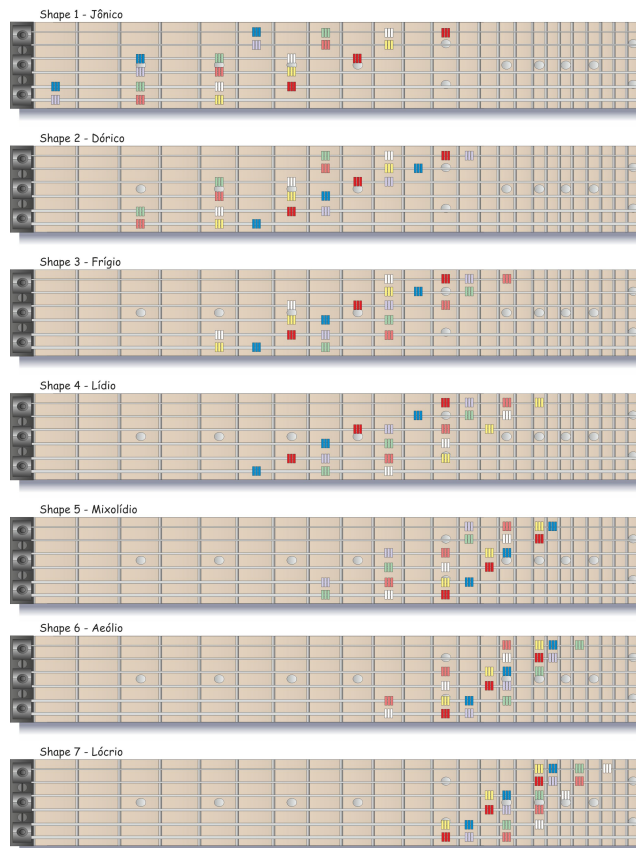 Shape 1 - Jônico
Shape 2 - Dórico
Shape 3 - Frígio
Shape 4 - Lídio
Shape 5 - Mixolídio
Shape 6 - Aeólio
Shape 7 - Lócrio